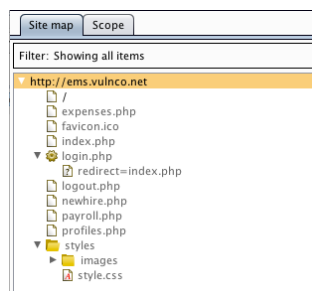 Site map Scope
Filter: Showing all items
http://ems.vulnco.net
/
expenses.php
favicon.ico
index.php
login.php
redirect=index.php
logout.php
newhire.php
payroll.php
profiles.php
styles
images
style.css